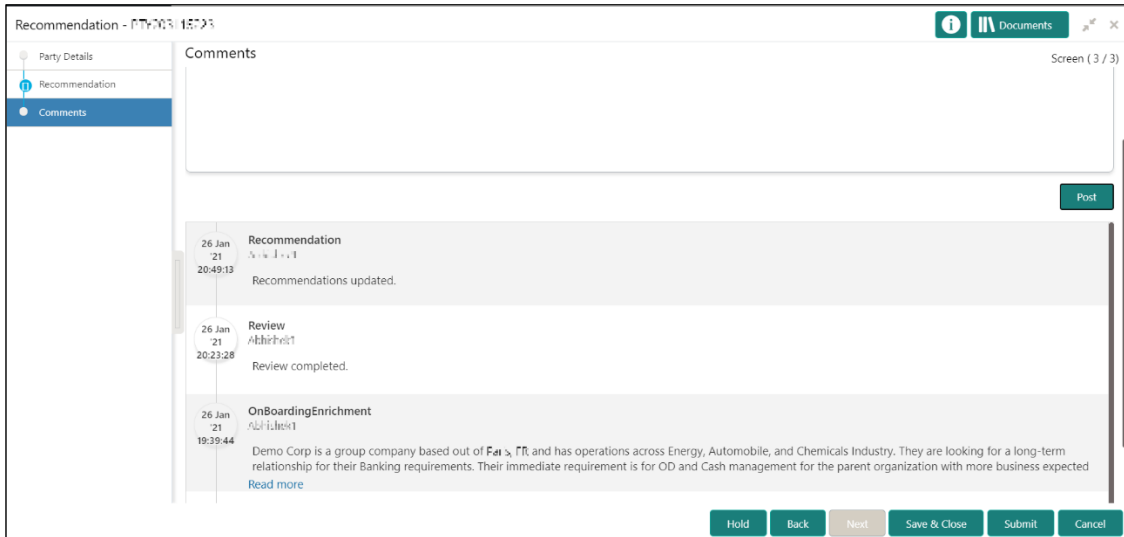 Recommendation -
Documents
Party Details
Recommendation
Comments
Comments
Screen ( 3 / 3)
Post
26 Jan
'21
20:49:13
Recommendation
Recommendations updated.
26 Jan
'21
20:23:28
Review
Review completed.
26 Jan
'21
19:39:44
OnBoardingEnrichment
Demo Corp is a group company based out of and has operations across Energy, Automobile, and Chemicals Industry. They are looking for a long-term
relationship for their Banking requirements. Their immediate requirement is for OD and Cash management for the parent organization with more business expected
Read more
Hold
Back
Next
Save & Close
Submit
Cancel